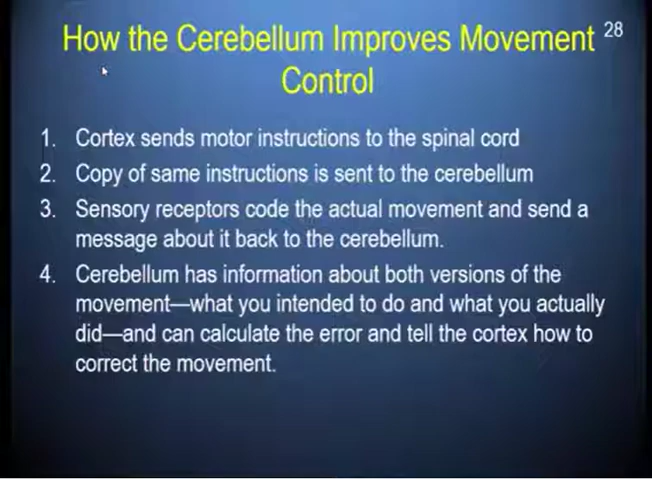 How the Cerebellum Improves Movement 28
Control
1. Cortex sends motor instructions to the spinal cord
2. Copy of same instructions is sent to the cerebellum
3. Sensory receptors code the actual movement and send a
message about it back to the cerebellum.
4. Cerebellum has information about both versions of the
movement—what you intended to do and what you actually
did—and can calculate the error and tell the cortex how to
correct the movement.